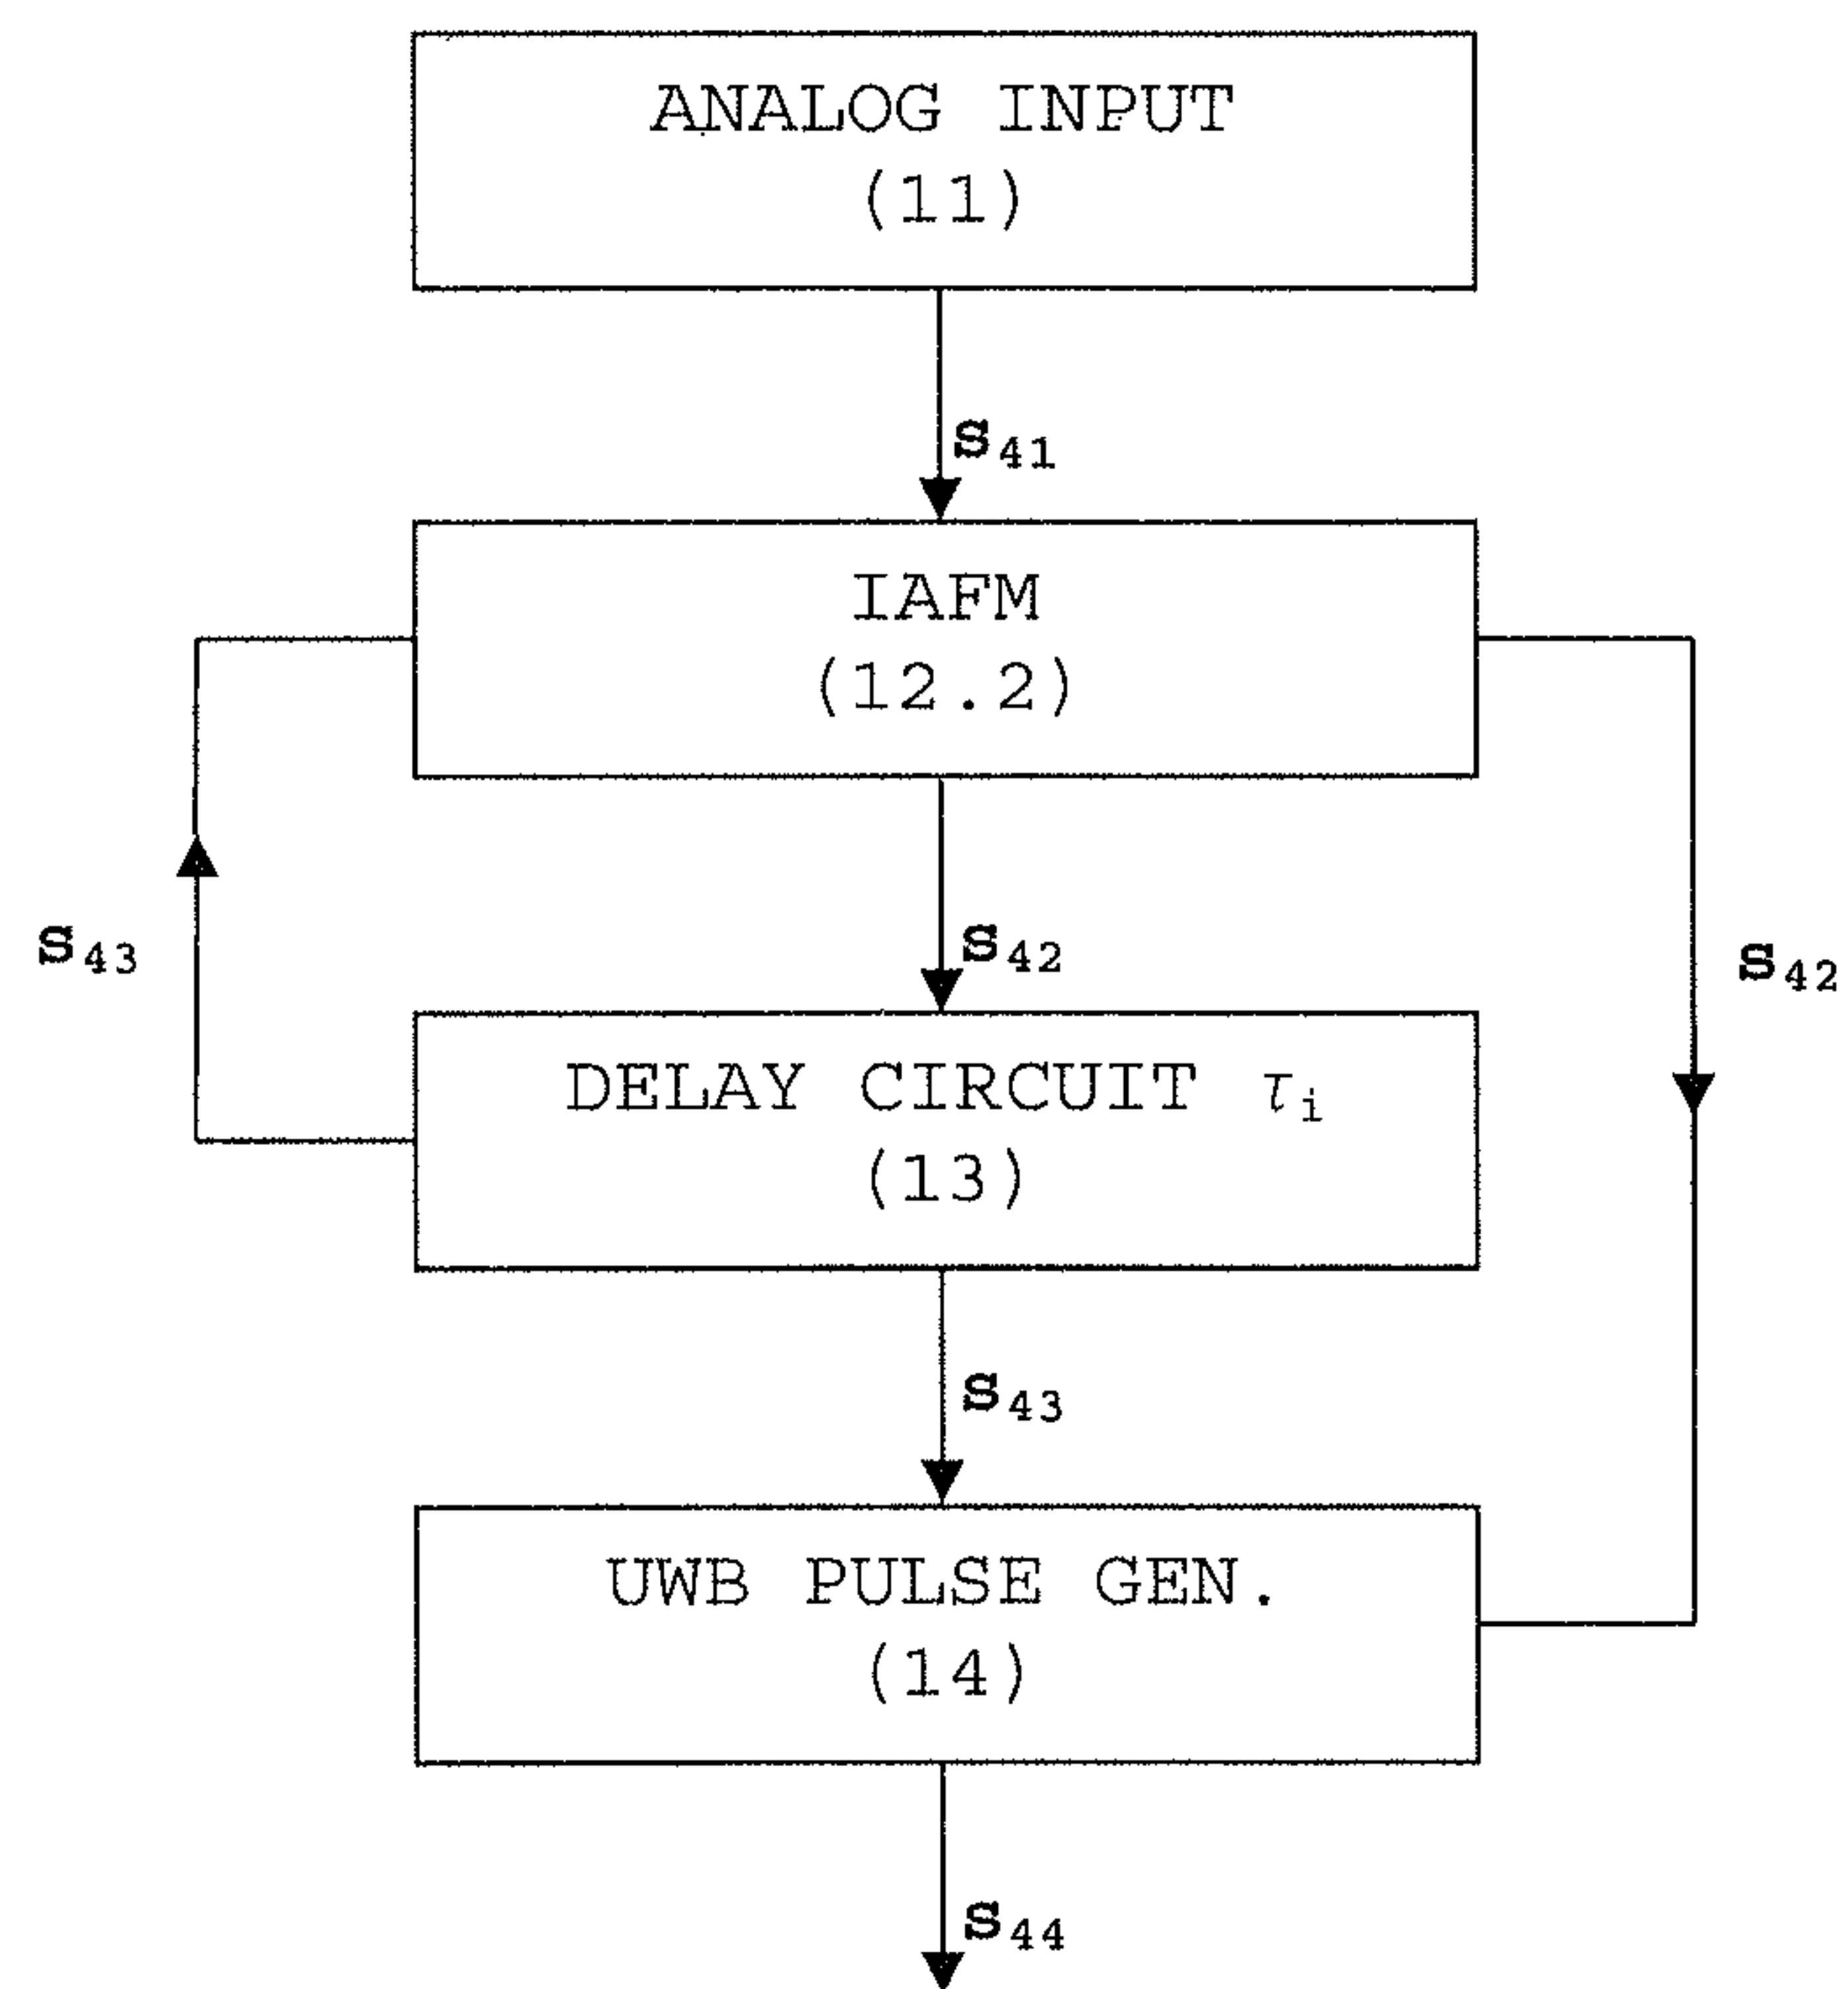 ANALOG INPUT
(11)
s₄₁
IAFM
(12.2)
s₄₃
s₄₂
s₄₂
DELAY CIRCUIT τᵢ
(13)
s₄₃
UWB PULSE GEN.
(14)
s₄₄